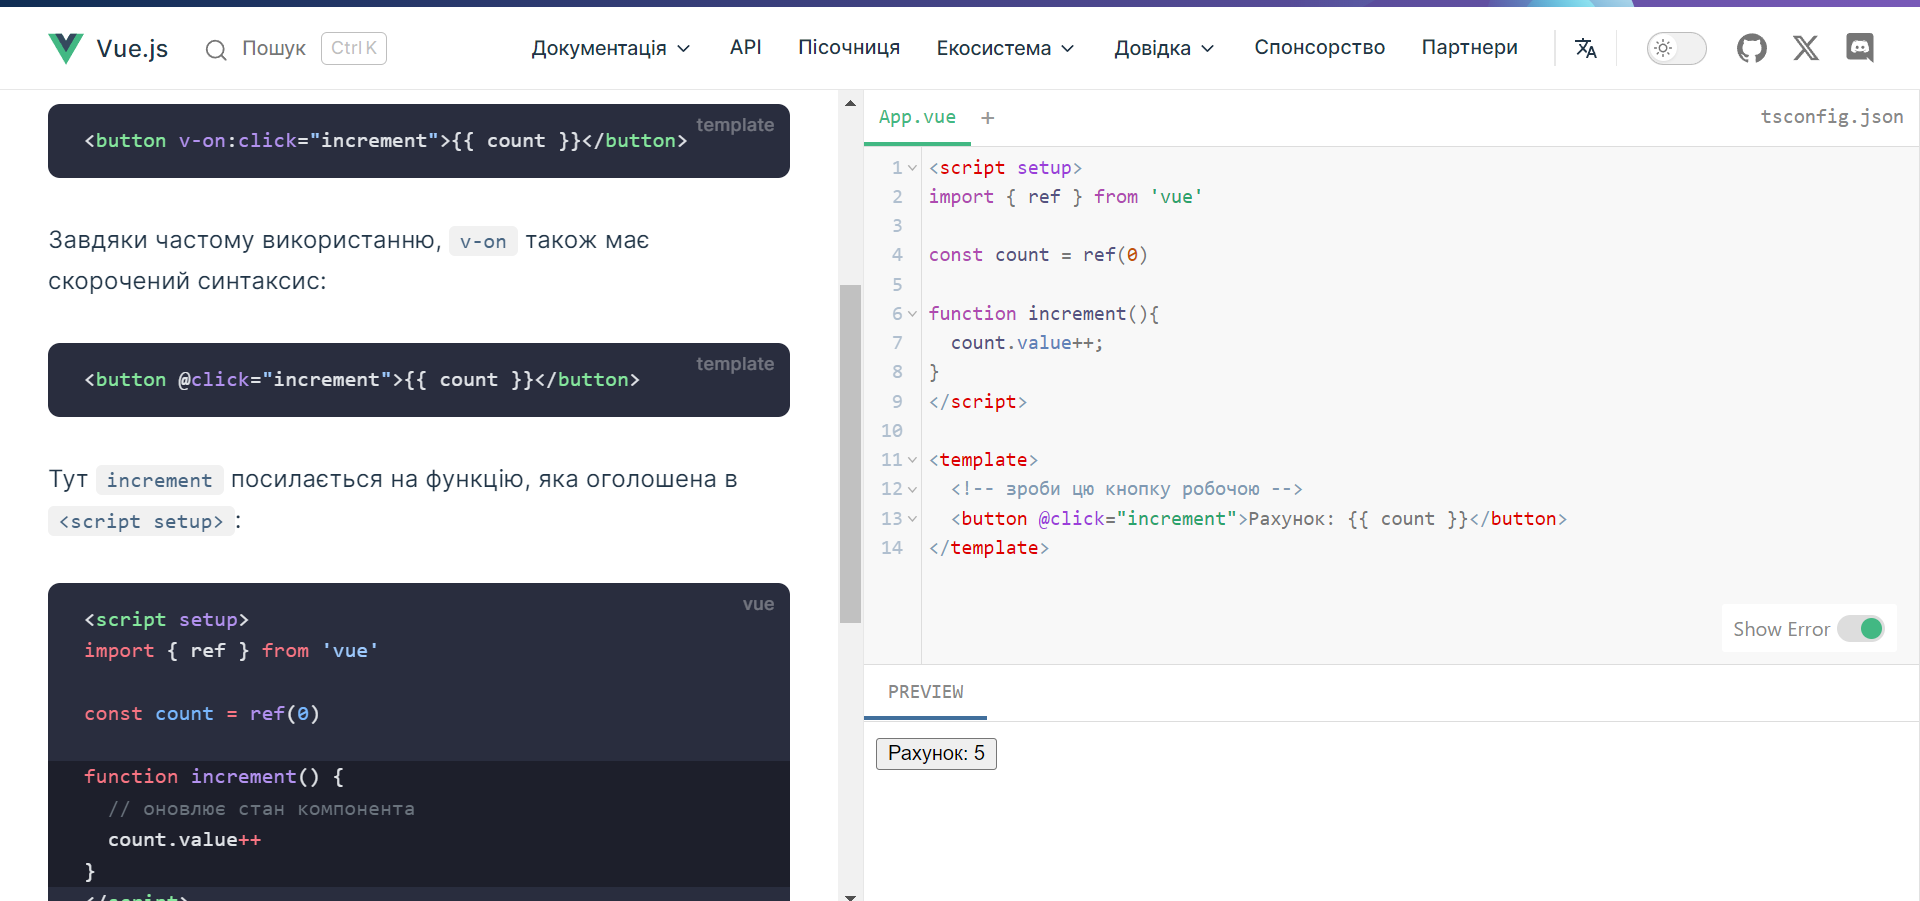 Vue.js Пошук Ctrl K Документація API Пісочниця Екосистема Довідка Спонсорство Партнери
template
<button v-on:click="increment">{{ count }}</button>
Завдяки частому використанню, v-on також має
скорочений синтаксис:
template
<button @click="increment">{{ count }}</button>
Тут increment посилається на функцію, яка оголошена в
<script setup>:
vue
<script setup>
import { ref } from 'vue'
const count = ref(0)
function increment() {
// оновлює стан компонента
count.value++
}
</script>
App.vue + tsconfig.json
1 <script setup>
2 import { ref } from 'vue'
3
4 const count = ref(0)
5
6 function increment(){
7 count.value++;
8 }
9 </script>
10
11 <template>
12 <!-- зроби цю кнопку робочою -->
13 <button @click="increment">Рахунок: {{ count }}</button>
14 </template>
Show Error
PREVIEW
Рахунок: 5